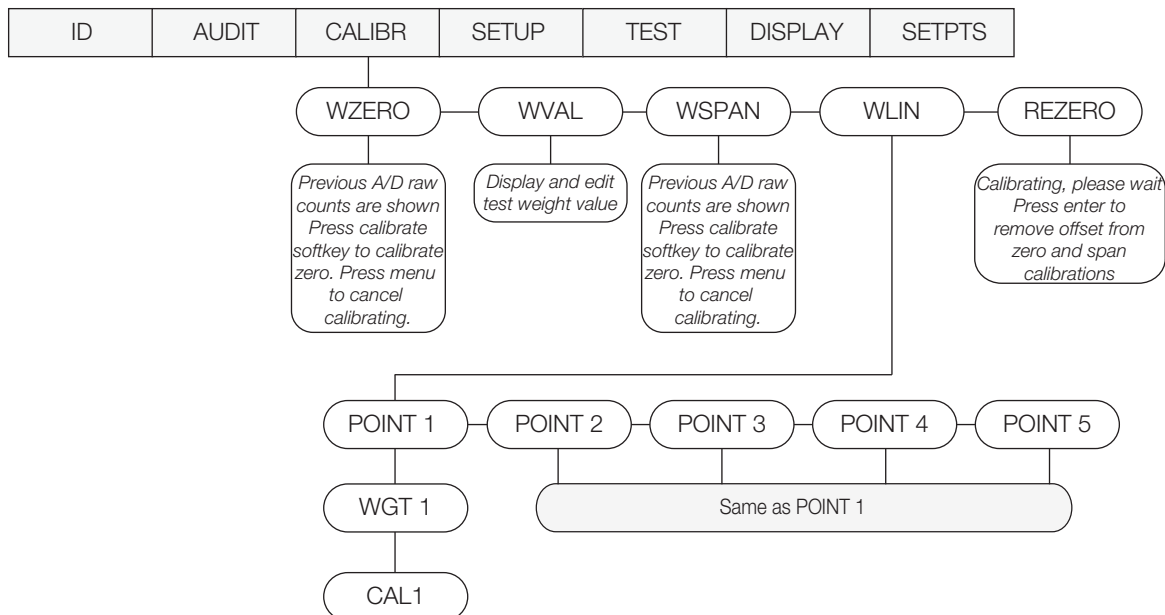 ID AUDIT CALIBR SETUP TEST DISPLAY SETPTS
WZERO WVAL WSPAN WLIN REZERO
Previous A/D raw
counts are shown
Press calibrate
softkey to calibrate
zero. Press menu
to cancel
calibrating.
Display and edit
test weight value
Previous A/D raw
counts are shown
Press calibrate
softkey to calibrate
zero. Press menu
to cancel
calibrating.
Calibrating, please wait
Press enter to
remove offset from
zero and span
calibrations
POINT 1 POINT 2 POINT 3 POINT 4 POINT 5
WGT 1
Same as POINT 1
CAL1